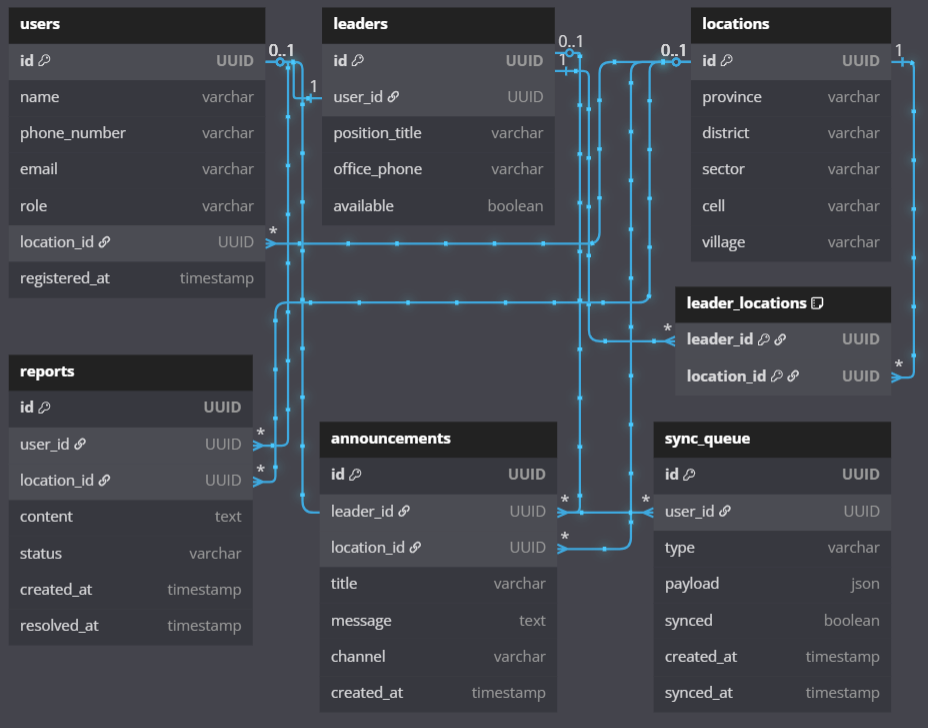 users
id UUID
name varchar
phone_number varchar
email varchar
role varchar
location_id UUID
registered_at timestamp
0..1
*
leaders
id UUID
user_id UUID
position_title varchar
office_phone varchar
available boolean
1
0..1
1
locations
id UUID
province varchar
district varchar
sector varchar
cell varchar
village varchar
0..1
1
leader_locations
leader_id UUID
location_id UUID
*
*
reports
id UUID
user_id UUID
location_id UUID
content text
status varchar
created_at timestamp
resolved_at timestamp
*
*
announcements
id UUID
leader_id UUID
location_id UUID
title varchar
message text
channel varchar
created_at timestamp
*
*
sync_queue
id UUID
user_id UUID
type varchar
payload json
synced boolean
created_at timestamp
synced_at timestamp
*